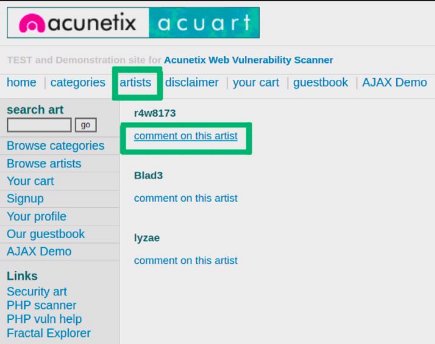 acunetix acuart
TEST and Demonstration site for Acunetix Web Vulnerability Scanner
home | categories | artists | disclaimer | your cart | guestbook | AJAX Demo
search art
go
Browse categories
Browse artists
Your cart
Signup
Your profile
Our guestbook
AJAX Demo
Links
Security art
PHP scanner
PHP vuln help
Fractal Explorer
r4w8173
comment on this artist
Blad3
comment on this artist
lyzae
comment on this artist